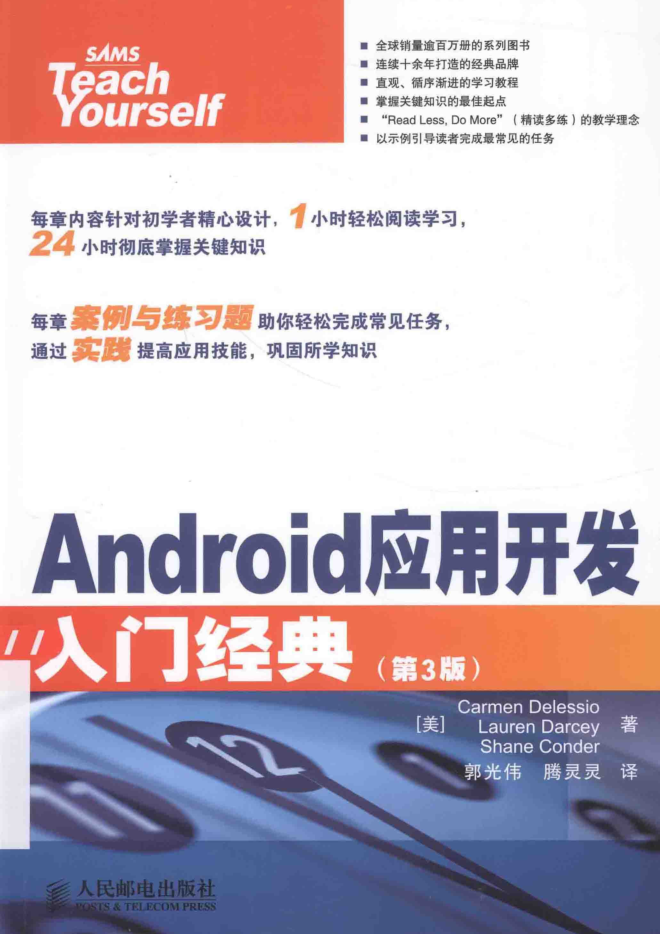 SAMS
Teach
Yourself
■ 全球销量逾百万册的系列图书
■ 连续十余年打造的经典品牌
■ 直观、循序渐进的学习教程
■ 掌握关键知识的最佳起点
■ “Read Less, Do More”（精读多练）的教学理念
■ 以示例引导读者完成最常见的任务
每章内容针对初学者精心设计，1小时轻松阅读学习，
24小时彻底掌握关键知识
每章案例与练习题助你轻松完成常见任务，
通过实践提高应用技能，巩固所学知识
Android应用开发
入门经典（第3版）
[美] Carmen Delessio
Lauren Darcey 著
Shane Conder
郭光伟 腾灵灵 译
11
12
1
2
人民邮电出版社
POSTS & TELECOM PRESS